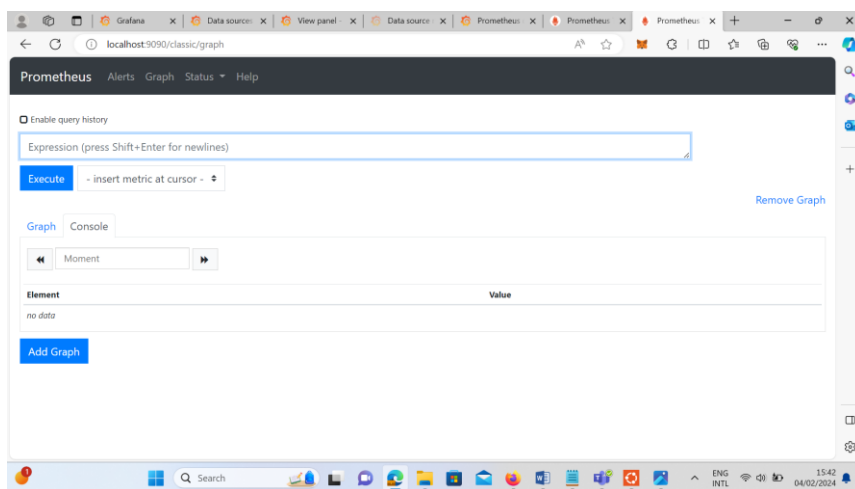 Grafana
Data sources
View panel -
Data source
Prometheus
Prometheus
Prometheus
localhost:9090/classic/graph
Prometheus Alerts Graph Status Help
Enable query history
Expression (press Shift+Enter for newlines)
Execute - insert metric at cursor -
Remove Graph
Graph Console
Moment
Element Value
no data
Add Graph
Search
ENG
INTL
15:42
04/02/2024